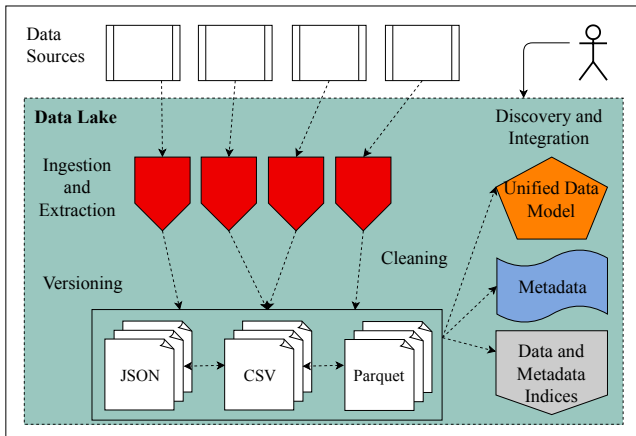 Data
Sources
Data Lake
Discovery and
Integration
Ingestion
and
Extraction
Unified Data
Model
Cleaning
Versioning
Metadata
JSON
CSV
Parquet
Data and
Metadata
Indices